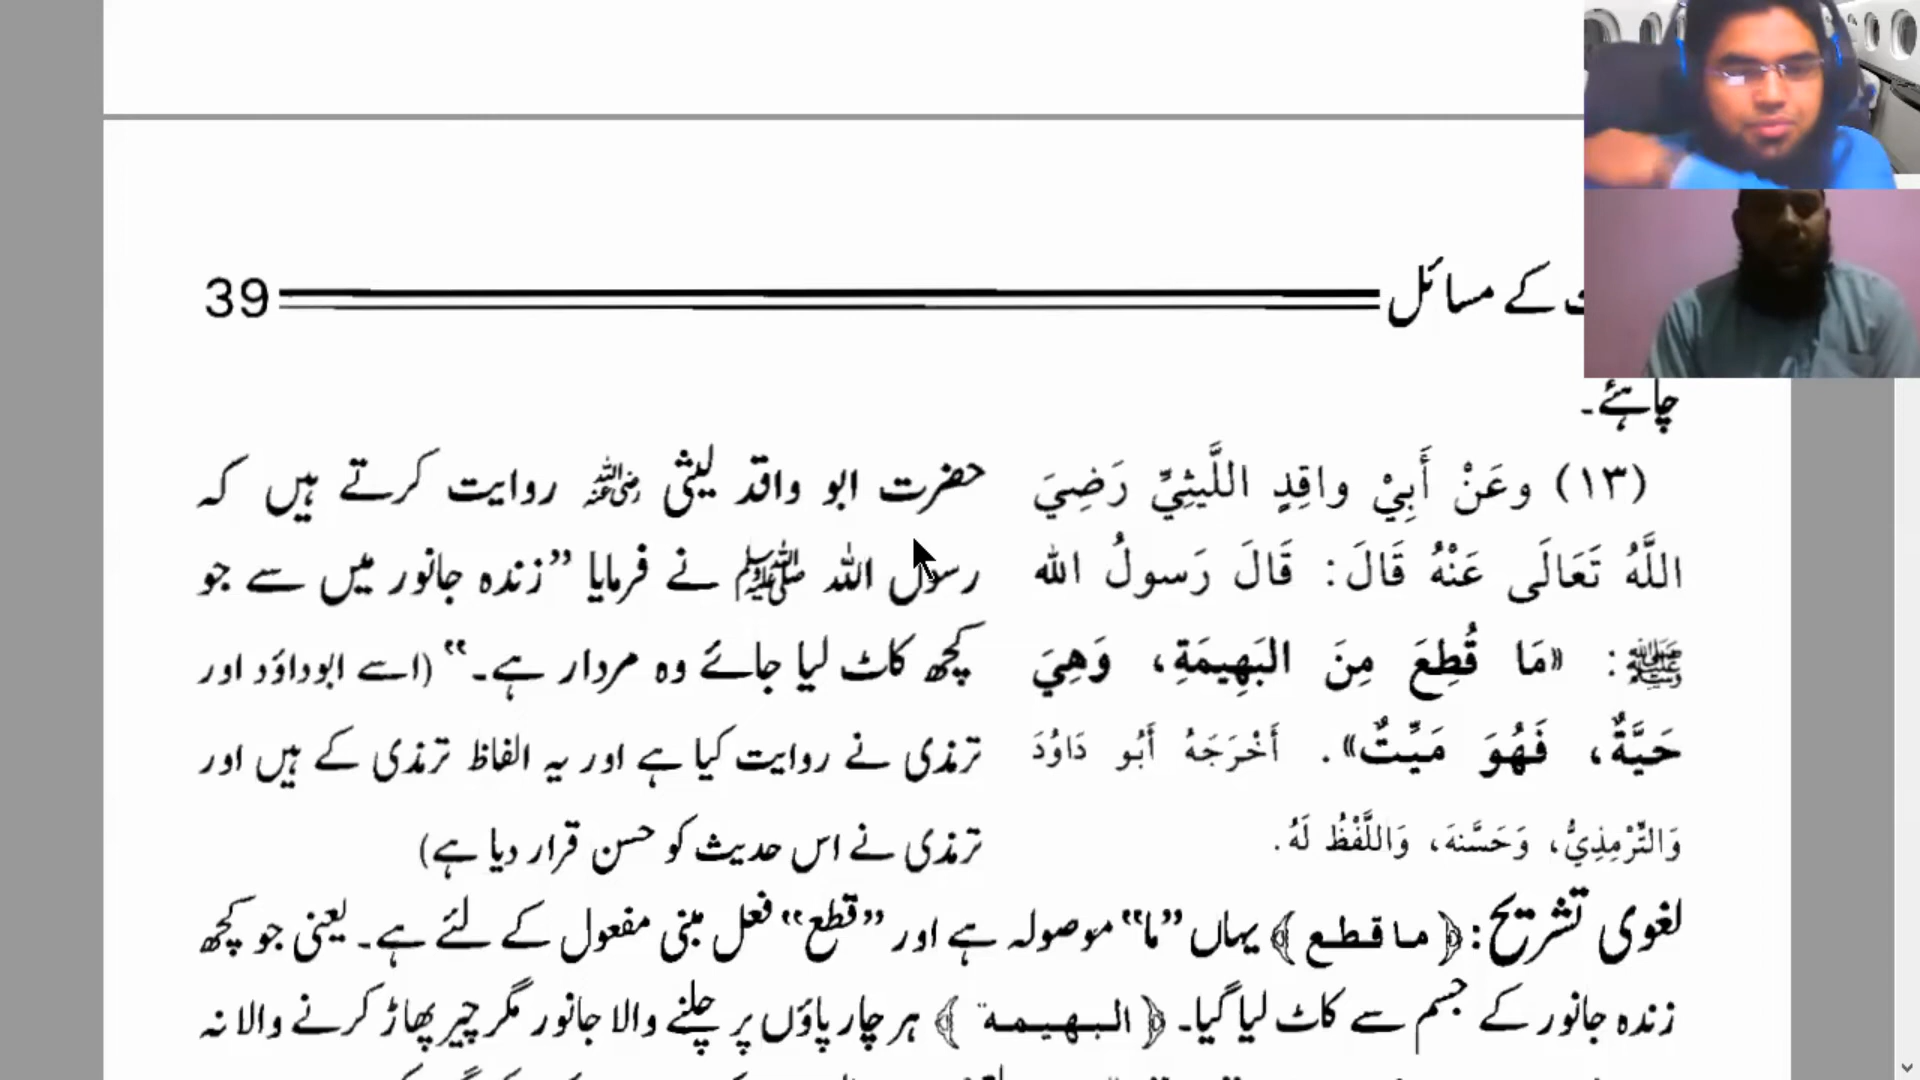 کے مسائل 39
چاہئے۔
(١٣) وعَنْ أَبِيْ واقِدٍ اللَّيْثِيِّ رَضِيَ
اللَّهُ تَعَالَى عَنْهُ قَالَ: قَالَ رَسولُ الله
ﷺ: «مَا قُطِعَ مِنَ البَهِيمَةِ، وَهِيَ
حَيَّةٌ، فَهُوَ مَيِّتٌ». أَخْرَجَهُ أَبُو دَاوُدَ
وَالتِّرْمِذِيُّ، وَحَسَّنَهُ، وَاللَّفْظُ لَهُ.
حضرت ابو واقد لیثی رضی اللہ عنہ روایت کرتے ہیں کہ
رسول اللہ ﷺ نے فرمایا ”زندہ جانور میں سے جو
کچھ کاٹ لیا جائے وہ مردار ہے۔“ (اسے ابوداؤد اور
ترمذی نے روایت کیا ہے اور یہ الفاظ ترمذی کے ہیں اور
ترمذی نے اس حدیث کو حسن قرار دیا ہے)
لغوی تشریح: ﴿ ما قطع ﴾ یہاں ”ما“ موصولہ ہے اور ”قطع“ فعل مبنی مفعول کے لئے ہے۔ یعنی جو کچھ
زندہ جانور کے جسم سے کاٹ لیا گیا۔ ﴿ البهيمة ﴾ ہر چار پاؤں پر چلنے والا جانور مگر چیر پھاڑ کرنے والا نہ